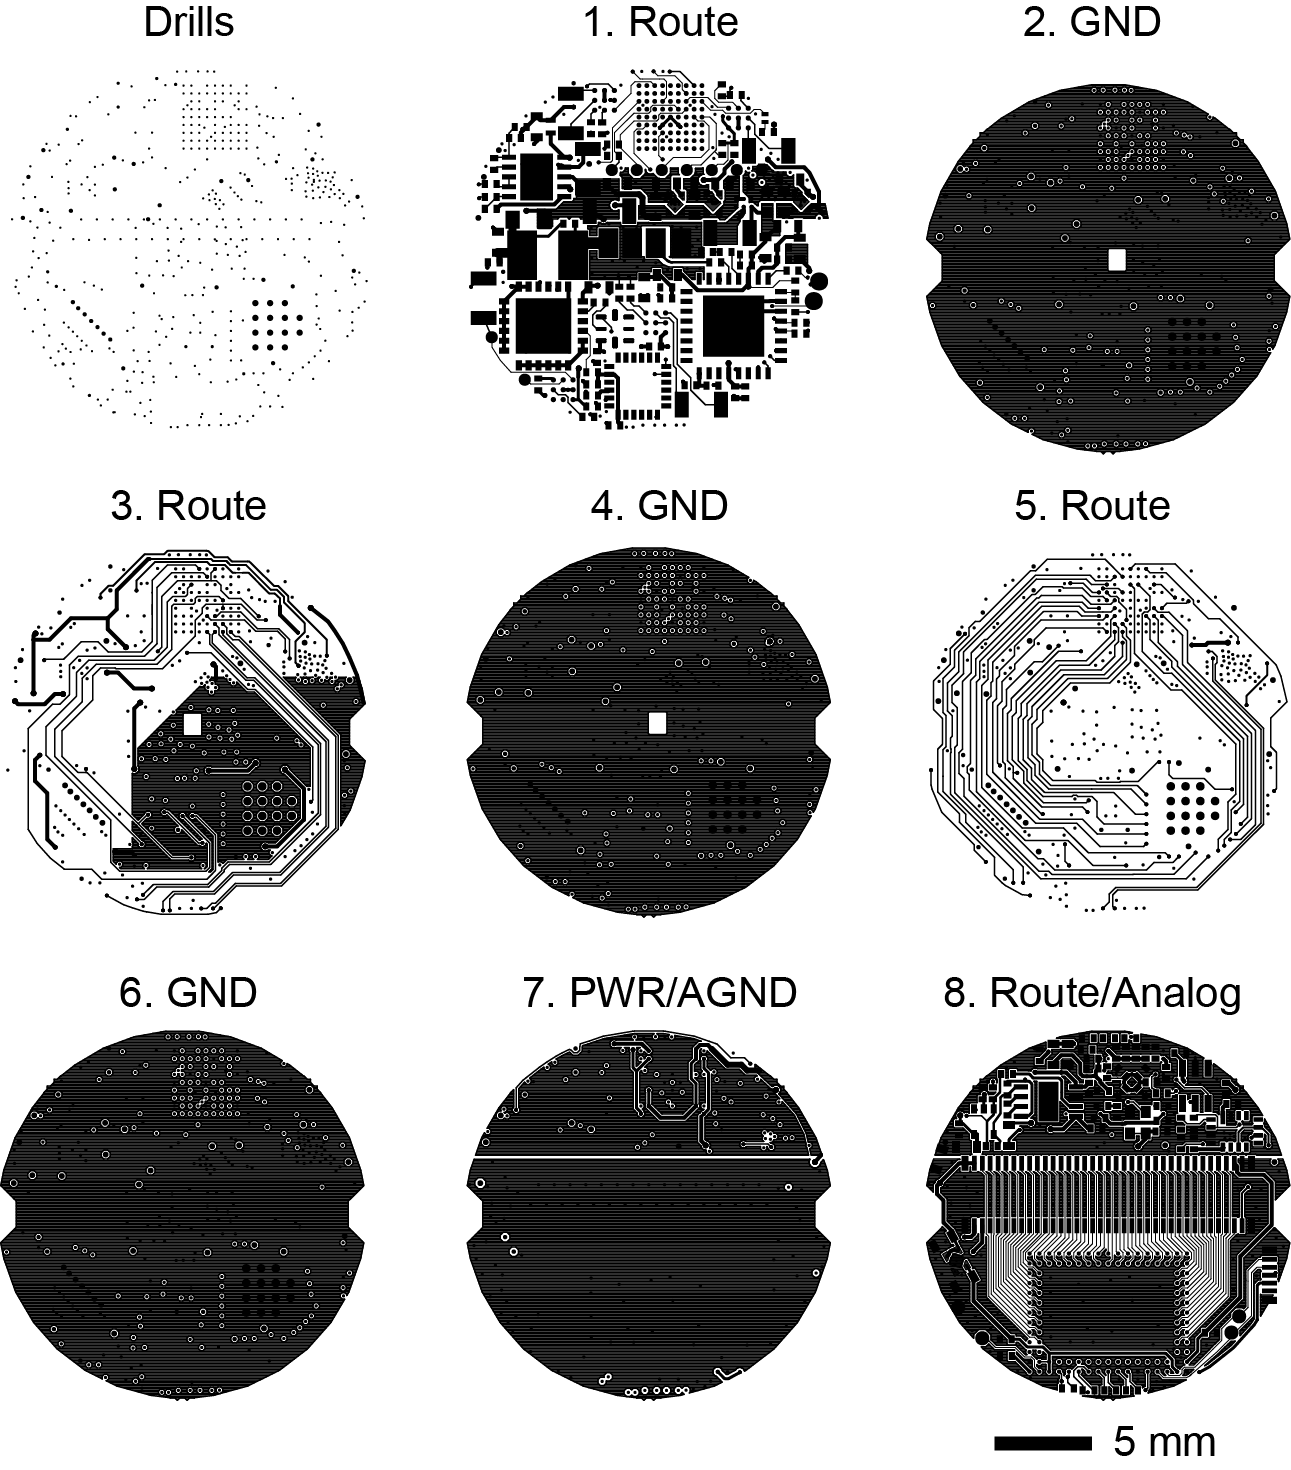 Drills
1. Route
2. GND
3. Route
4. GND
5. Route
6. GND
7. PWR/AGND
8. Route/Analog
5 mm